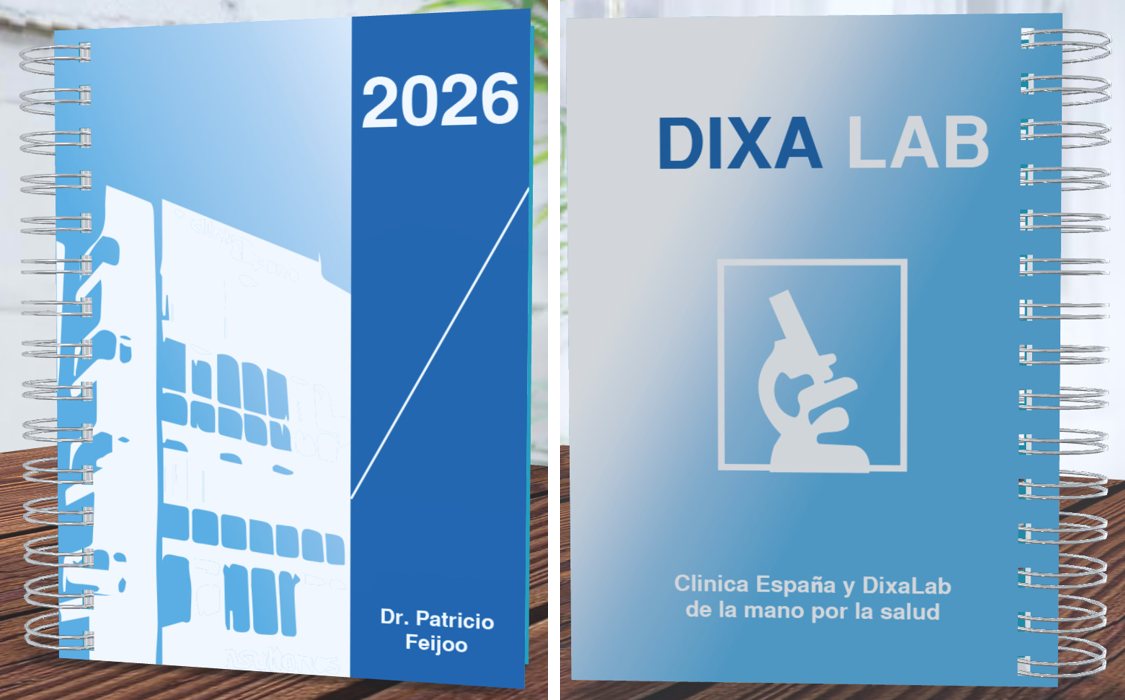 2026
Dr. Patricio
Feijoo
DIXA LAB
Clinica España y DixaLab
de la mano por la salud